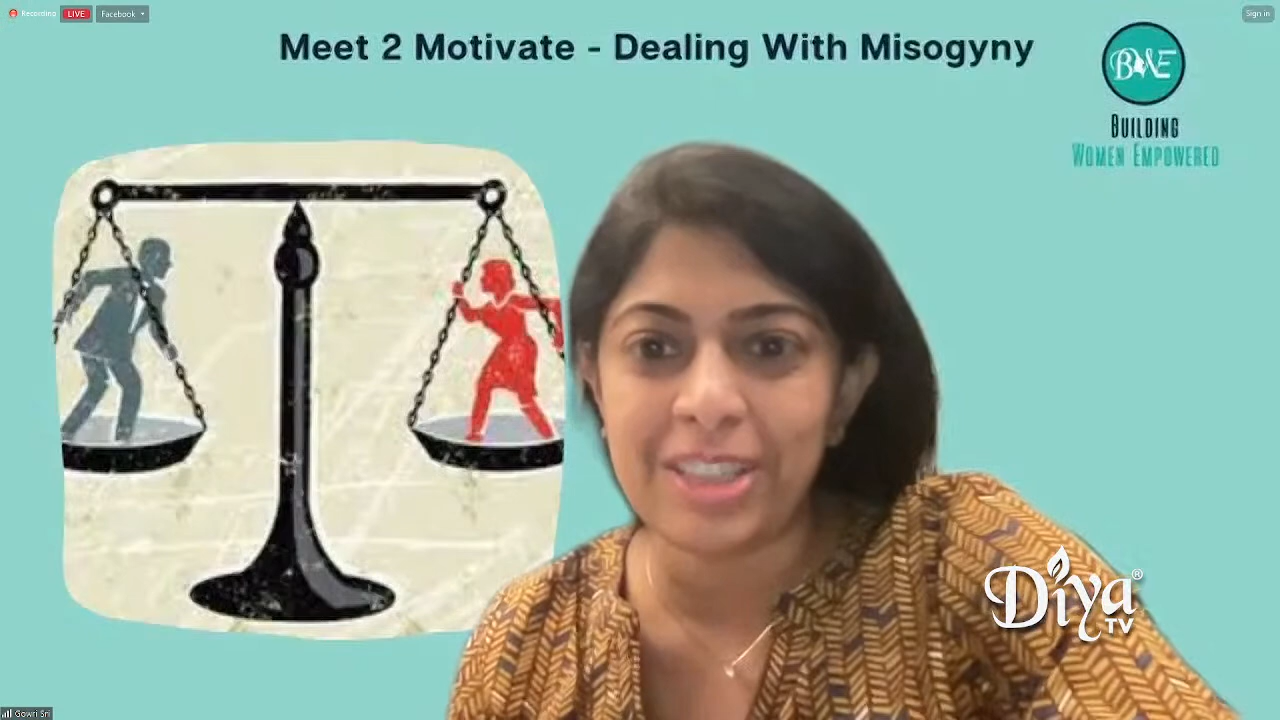 Recording LIVE Facebook
Sign in
Meet 2 Motivate - Dealing With Misogyny
BWE
BUILDING
WOMEN EMPOWERED
Diya®
TV
Gowri Sri